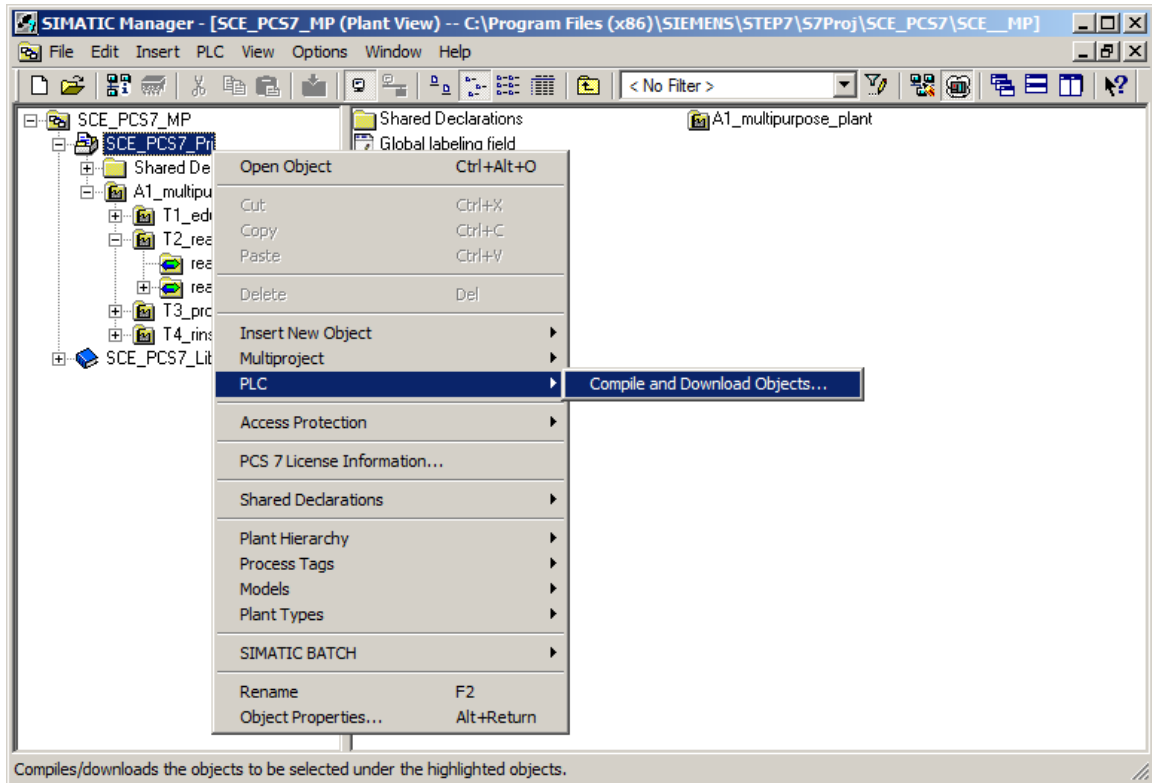 SIMATIC Manager - [SCE_PCS7_MP (Plant View) -- C:\Program Files (x86)\SIEMENS\STEP7\S7Proj\SCE_PCS7\SCE__MP]
File Edit Insert PLC View Options Window Help
< No Filter >
SCE_PCS7_MP
SCE_PCS7_Pr
Shared De
A1_multipu
T1_edu
T2_rea
rea
rea
T3_pro
T4_rins
SCE_PCS7_Lib
Shared Declarations
A1_multipurpose_plant
Global labeling field
Open Object Ctrl+Alt+O
Cut Ctrl+X
Copy Ctrl+C
Paste Ctrl+V
Delete Del
Insert New Object
Multiproject
PLC
Compile and Download Objects...
Access Protection
PCS 7 License Information...
Shared Declarations
Plant Hierarchy
Process Tags
Models
Plant Types
SIMATIC BATCH
Rename F2
Object Properties... Alt+Return
Compiles/downloads the objects to be selected under the highlighted objects.